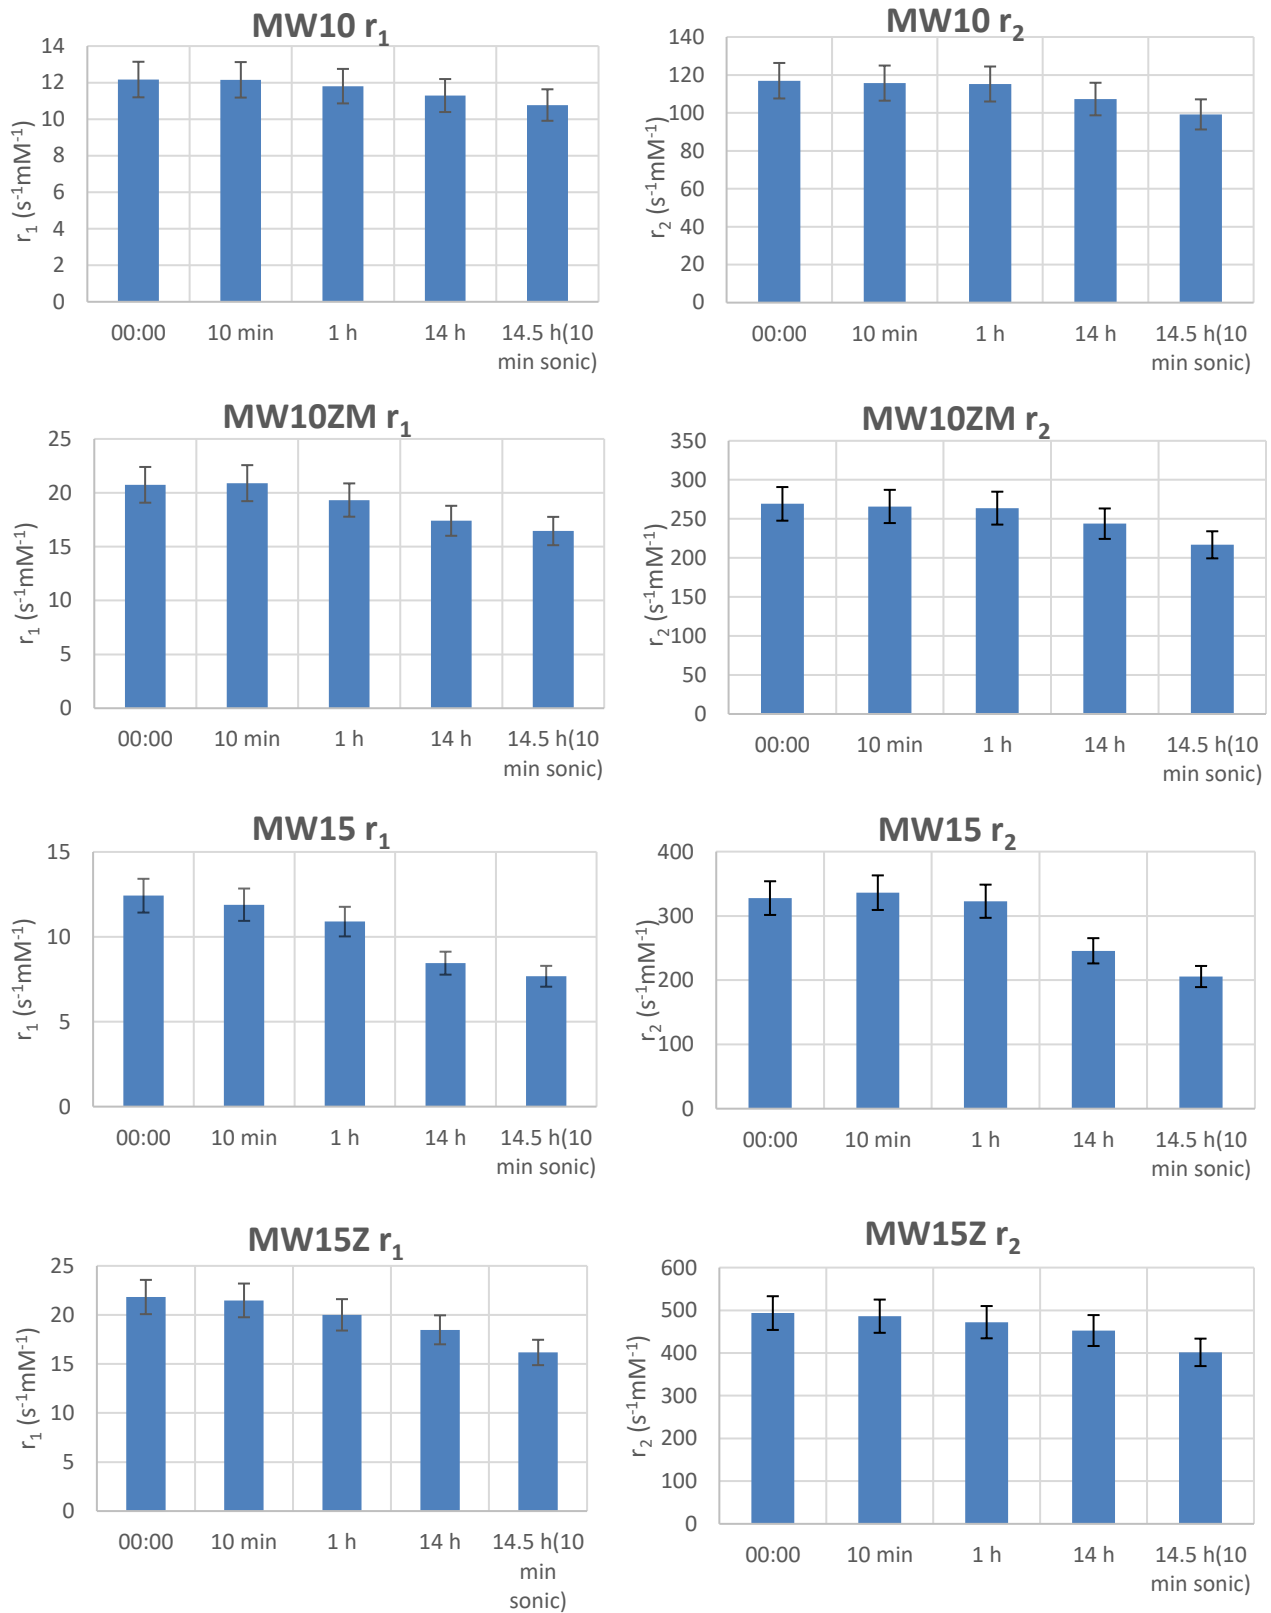 MW10 r₁
r₁ (s⁻¹mM⁻¹)
14
12
10
8
6
4
2
0
00:00 10 min 1 h 14 h 14.5 h(10
min sonic)
MW10 r₂
r₂ (s⁻¹mM⁻¹)
140
120
100
80
60
40
20
0
00:00 10 min 1 h 14 h 14.5 h(10
min sonic)
MW10ZM r₁
r₁ (s⁻¹mM⁻¹)
25
20
15
10
5
0
00:00 10 min 1 h 14 h 14.5 h(10
min sonic)
MW10ZM r₂
r₂ (s⁻¹mM⁻¹)
350
300
250
200
150
100
50
0
00:00 10 min 1 h 14 h 14.5 h(10
min sonic)
MW15 r₁
r₁ (s⁻¹mM⁻¹)
15
10
5
0
00:00 10 min 1 h 14 h 14.5 h(10
min sonic)
MW15 r₂
r₂ (s⁻¹mM⁻¹)
400
300
200
100
0
00:00 10 min 1 h 14 h 14.5 h(10
min sonic)
MW15Z r₁
r₁ (s⁻¹mM⁻¹)
25
20
15
10
5
0
00:00 10 min 1 h 14 h 14.5 h(10
min
sonic)
MW15Z r₂
r₂ (s⁻¹mM⁻¹)
600
500
400
300
200
100
0
00:00 10 min 1 h 14 h 14.5 h(10
min sonic)